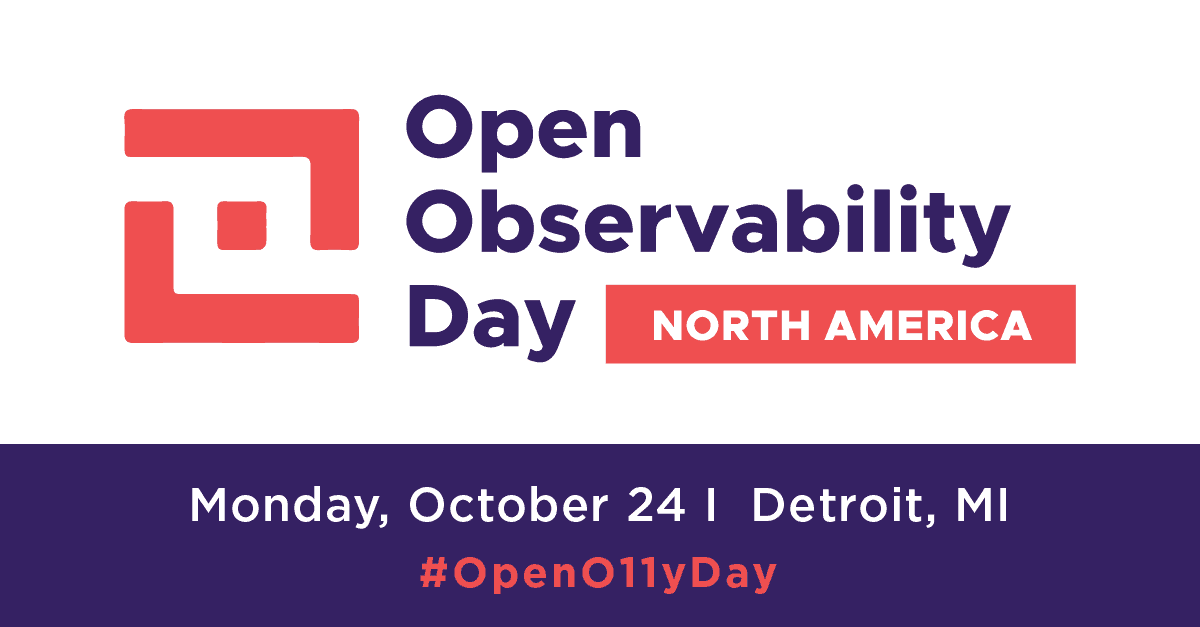 Open
Observability
Day
NORTH AMERICA
Monday, October 24 | Detroit, MI
#OpenO11yDay